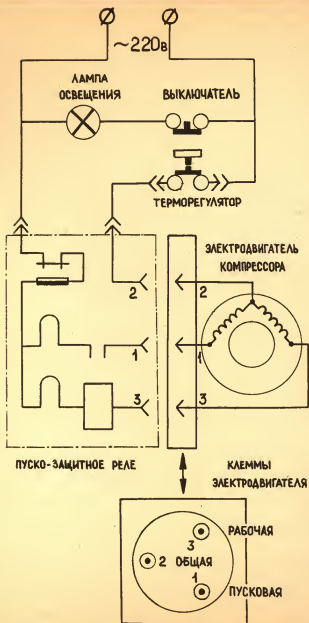 ~220в
ЛАМПА
ОСВЕЩЕНИЯ
ВЫКЛЮЧАТЕЛЬ
ТЕРМОРЕГУЛЯТОР
ЭЛЕКТРОДВИГАТЕЛЬ
КОМПРЕССОРА
2
2
1
1
3
3
ПУСКО-ЗАЩИТНОЕ РЕЛЕ
КЛЕММЫ
ЭЛЕКТРОДВИГАТЕЛЯ
РАБОЧАЯ
3
2 ОБЩАЯ
1
ПУСКОВАЯ